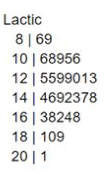 Lactic
8 | 69
10 | 68956
12 | 5599013
14 | 4692378
16 | 38248
18 | 109
20 | 1